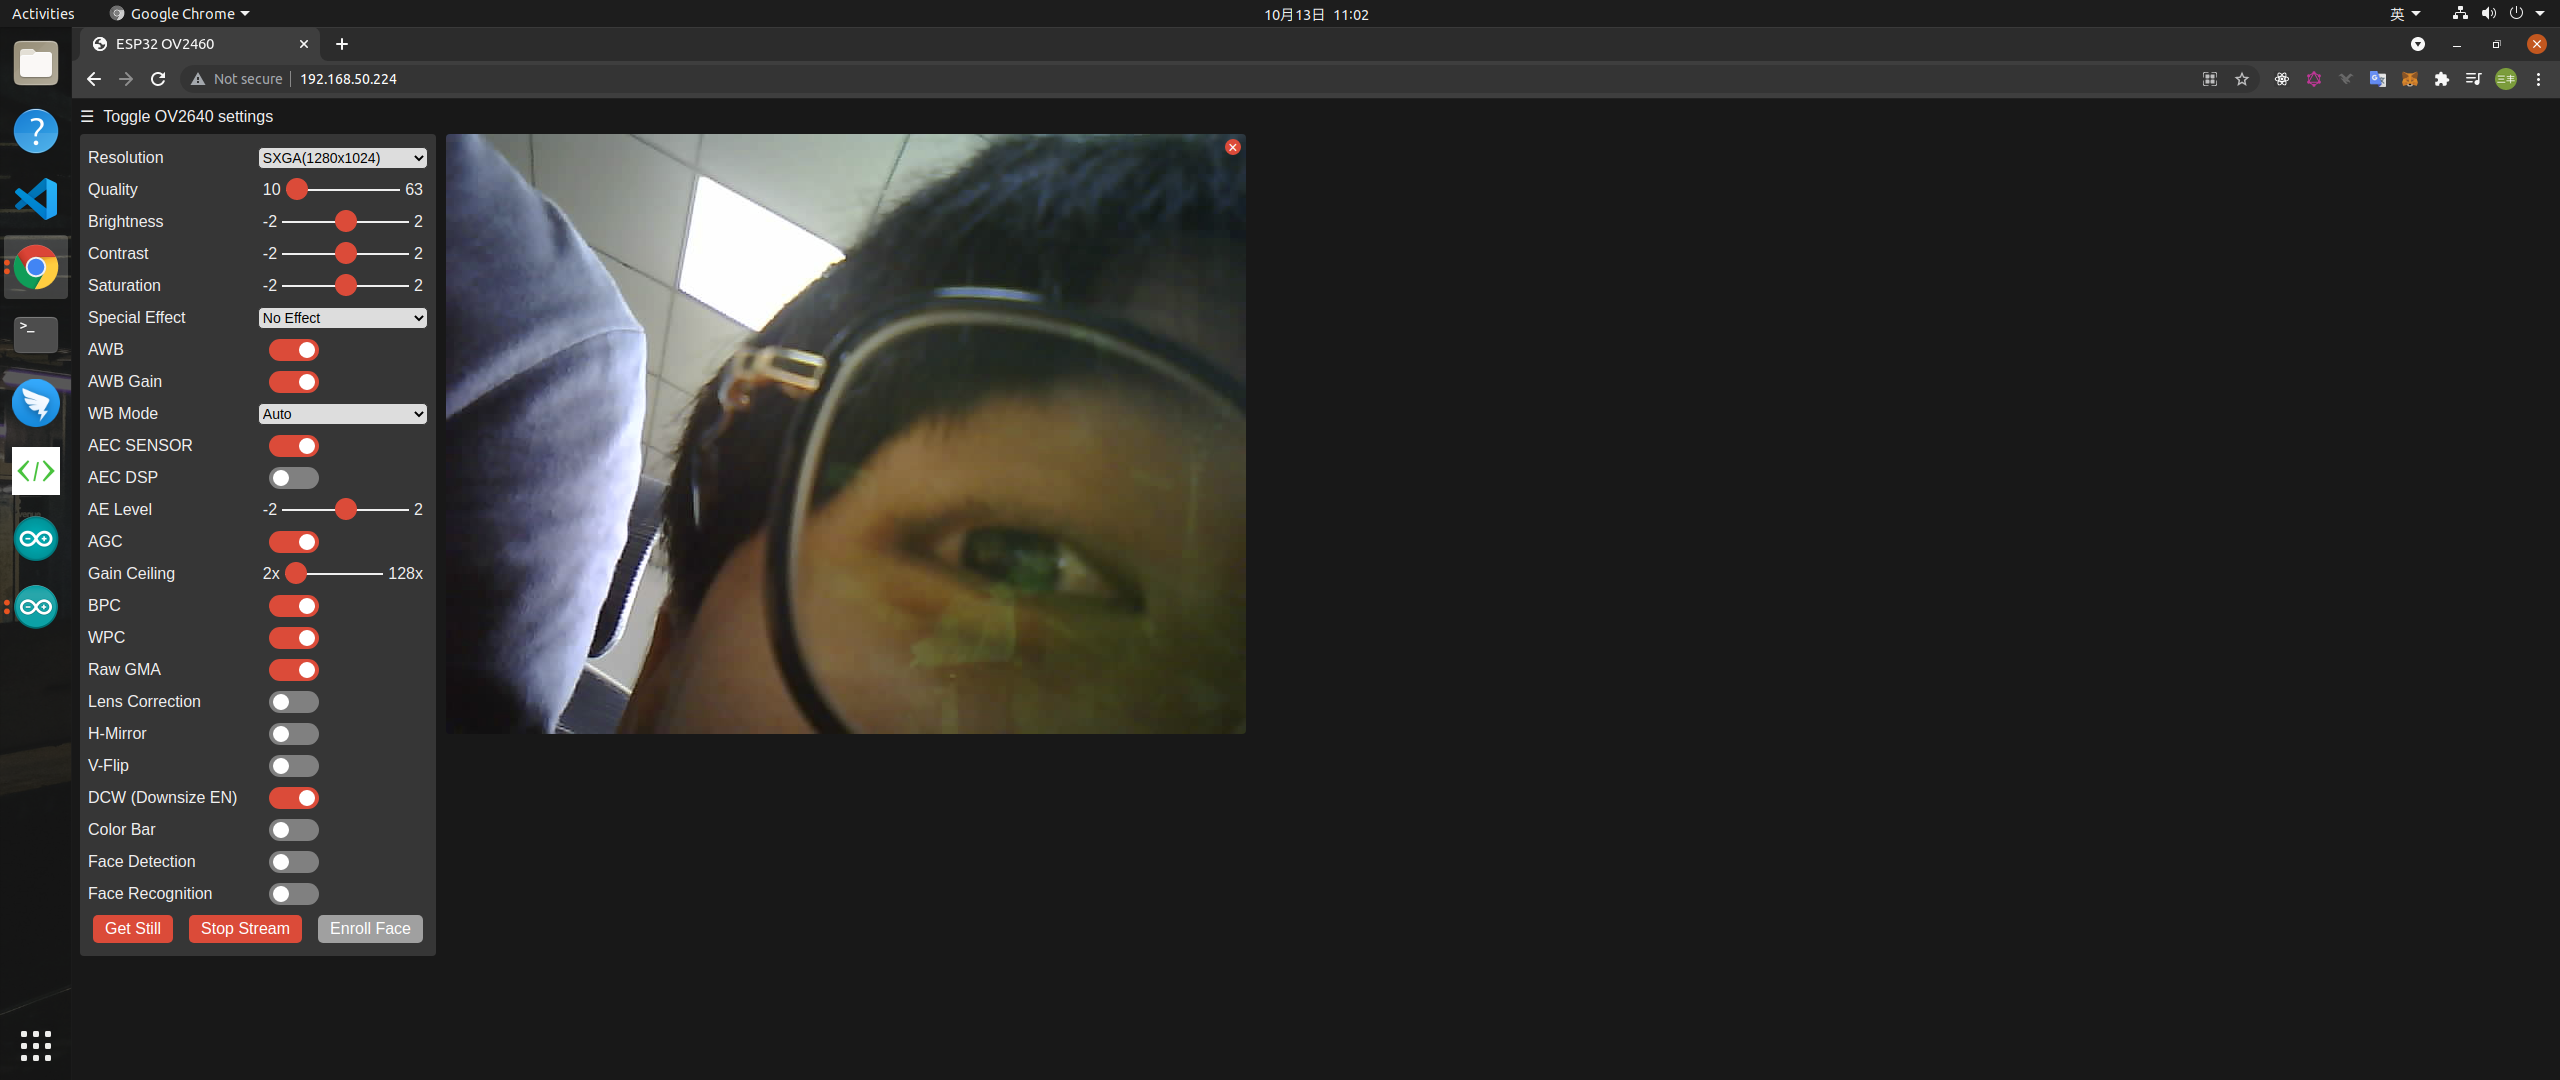 Activities
Google Chrome
10月13日 11:02
英
ESP32 OV2460
Not secure
192.168.50.224
三丰
☰ Toggle OV2640 settings
Resolution SXGA(1280x1024)
Quality 10 63
Brightness -2 2
Contrast -2 2
Saturation -2 2
Special Effect No Effect
AWB
AWB Gain
WB Mode Auto
AEC SENSOR
AEC DSP
AE Level -2 2
AGC
Gain Ceiling 2x 128x
BPC
WPC
Raw GMA
Lens Correction
H-Mirror
V-Flip
DCW (Downsize EN)
Color Bar
Face Detection
Face Recognition
Get Still Stop Stream Enroll Face